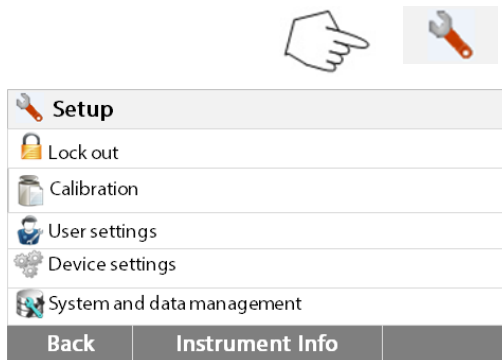 Setup
Lock out
Calibration
User settings
Device settings
System and data management
Back Instrument Info